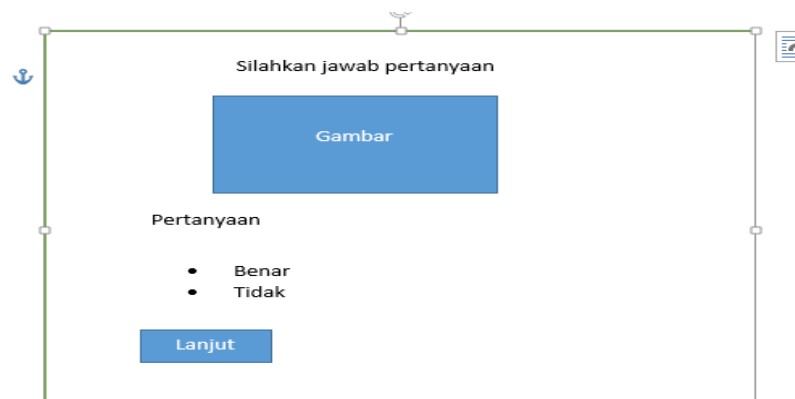 Silahkan jawab pertanyaan
Gambar
Pertanyaan
• Benar
• Tidak
Lanjut